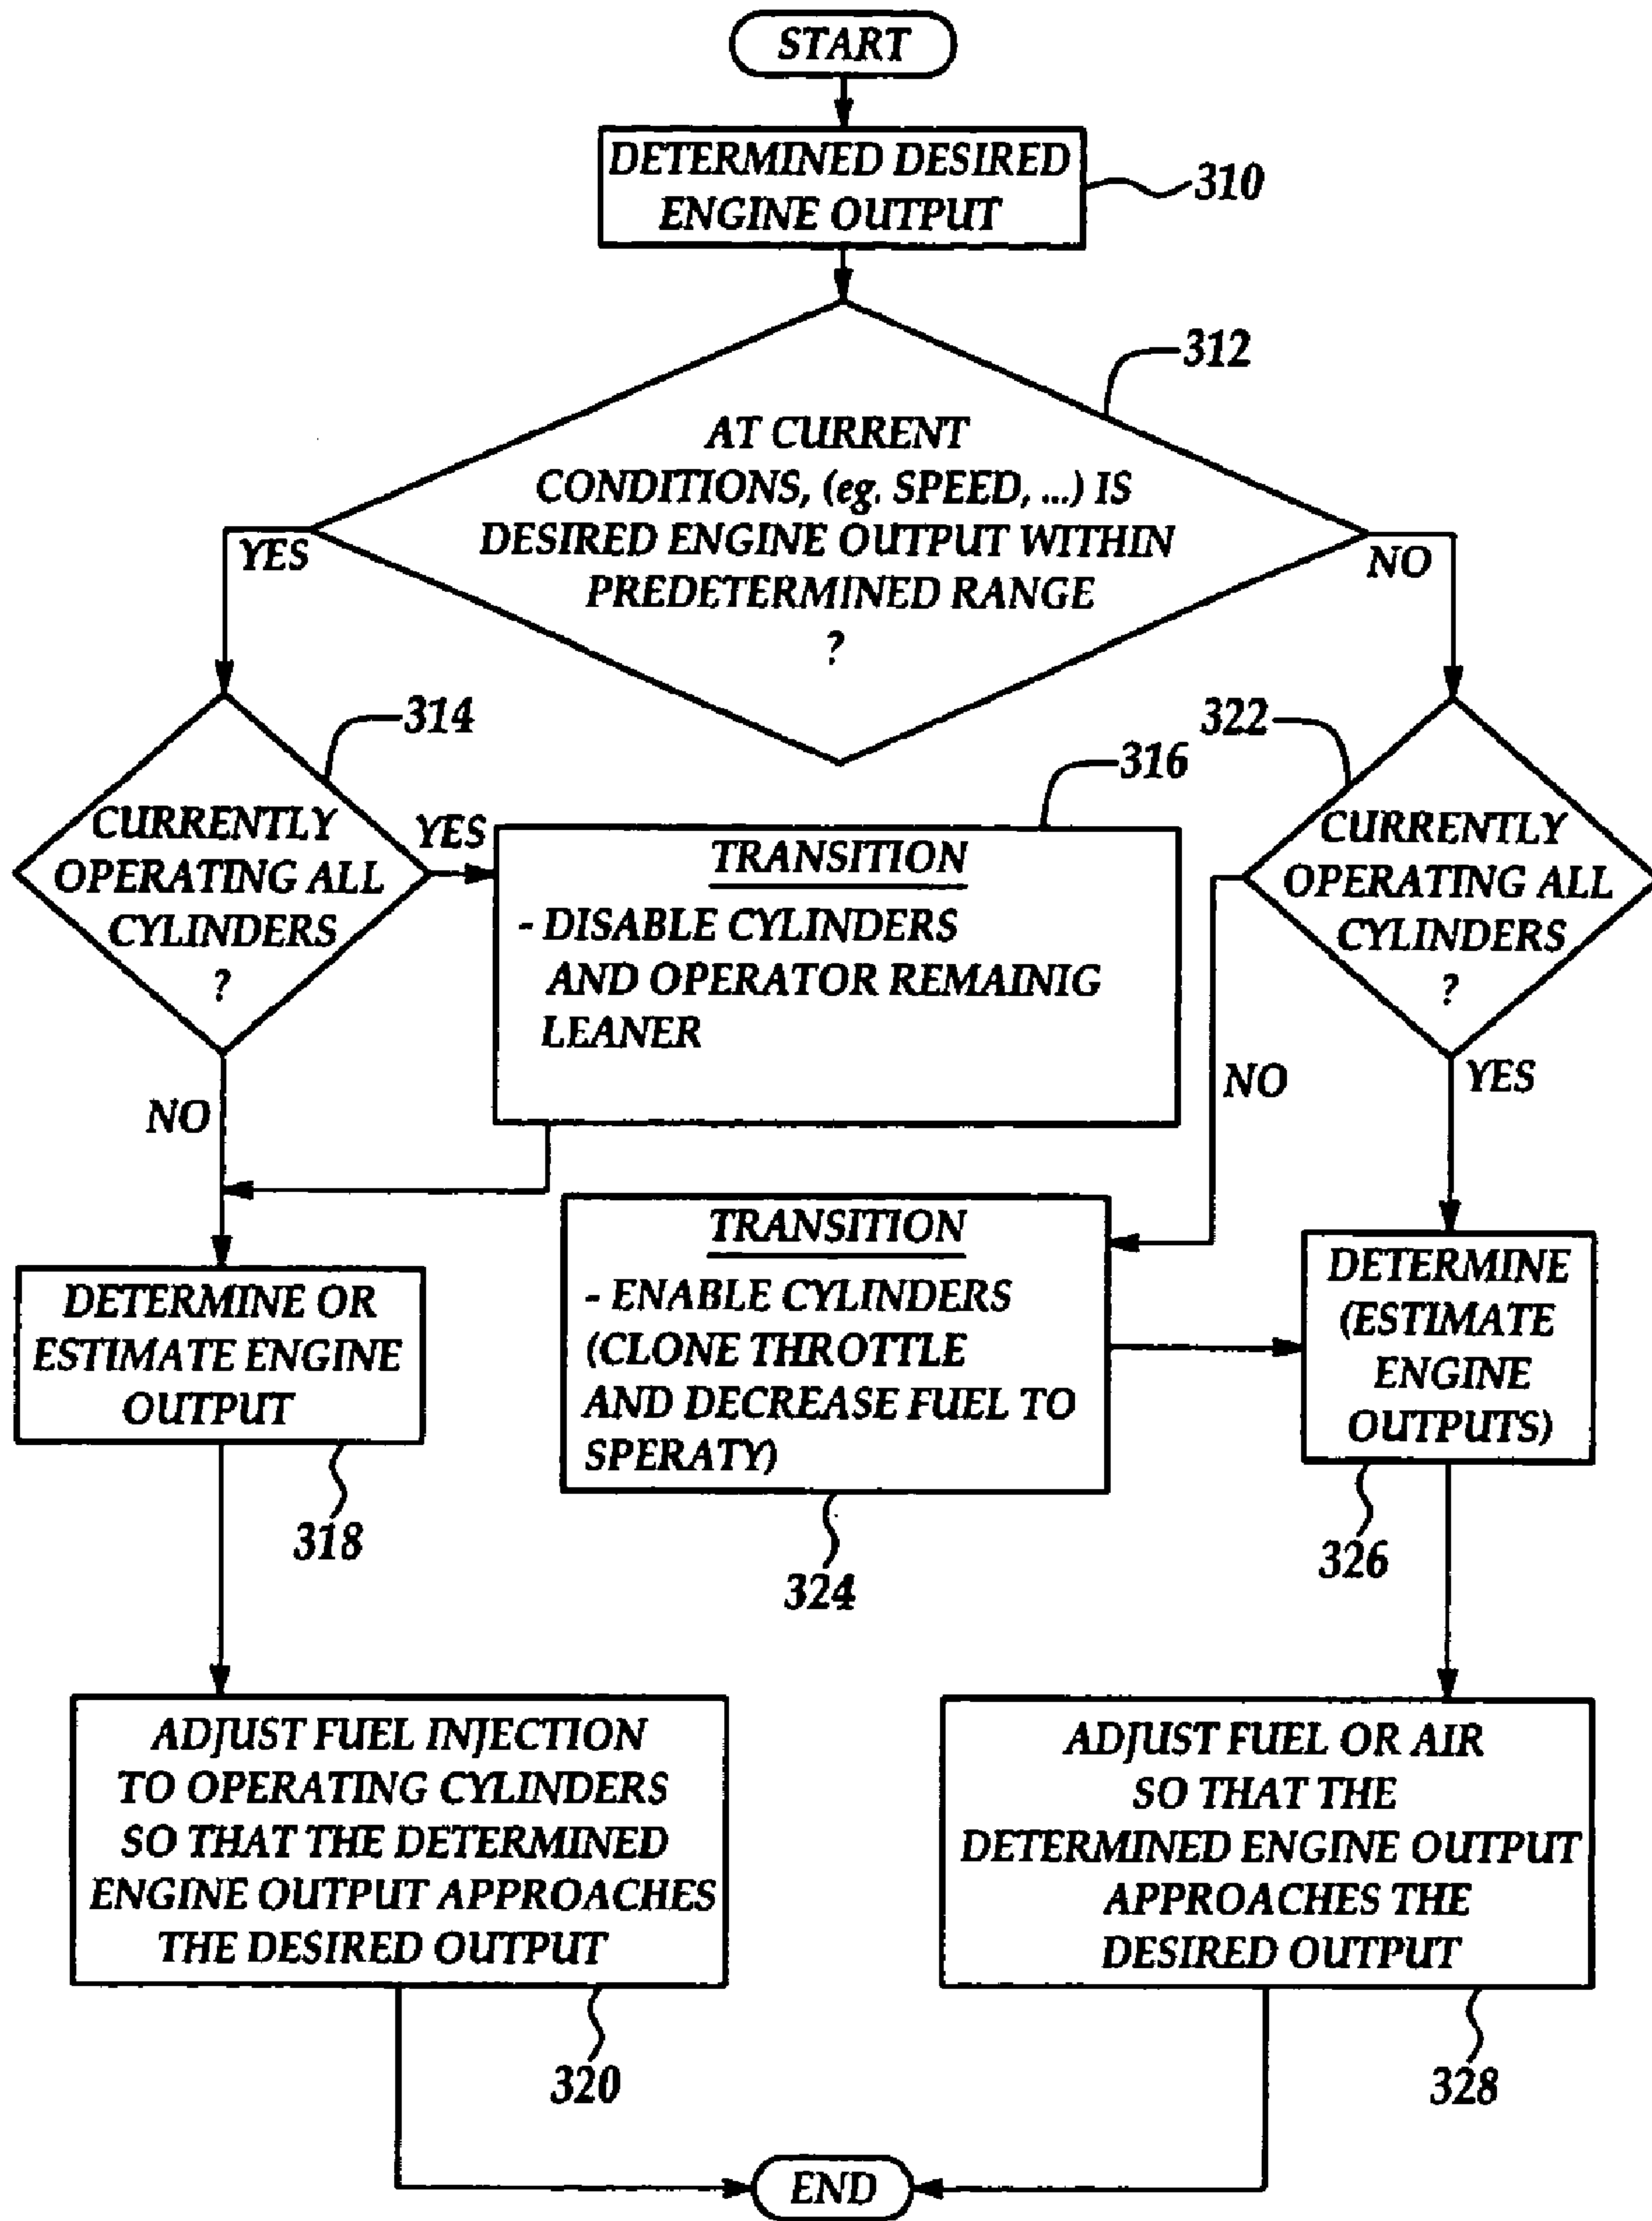 START
DETERMINED DESIRED
ENGINE OUTPUT
310
312
AT CURRENT
CONDITIONS, (eg. SPEED, ...) IS
DESIRED ENGINE OUTPUT WITHIN
PREDETERMINED RANGE
?
YES
NO
314
CURRENTLY
OPERATING ALL
CYLINDERS
?
YES
NO
316
TRANSITION
- DISABLE CYLINDERS
AND OPERATOR REMAINIG
LEANER
322
CURRENTLY
OPERATING ALL
CYLINDERS
?
NO
YES
TRANSITION
- ENABLE CYLINDERS
(CLONE THROTTLE
AND DECREASE FUEL TO
SPERATY)
324
DETERMINE OR
ESTIMATE ENGINE
OUTPUT
318
DETERMINE
(ESTIMATE
ENGINE
OUTPUTS)
326
ADJUST FUEL INJECTION
TO OPERATING CYLINDERS
SO THAT THE DETERMINED
ENGINE OUTPUT APPROACHES
THE DESIRED OUTPUT
320
ADJUST FUEL OR AIR
SO THAT THE
DETERMINED ENGINE OUTPUT
APPROACHES THE
DESIRED OUTPUT
328
END